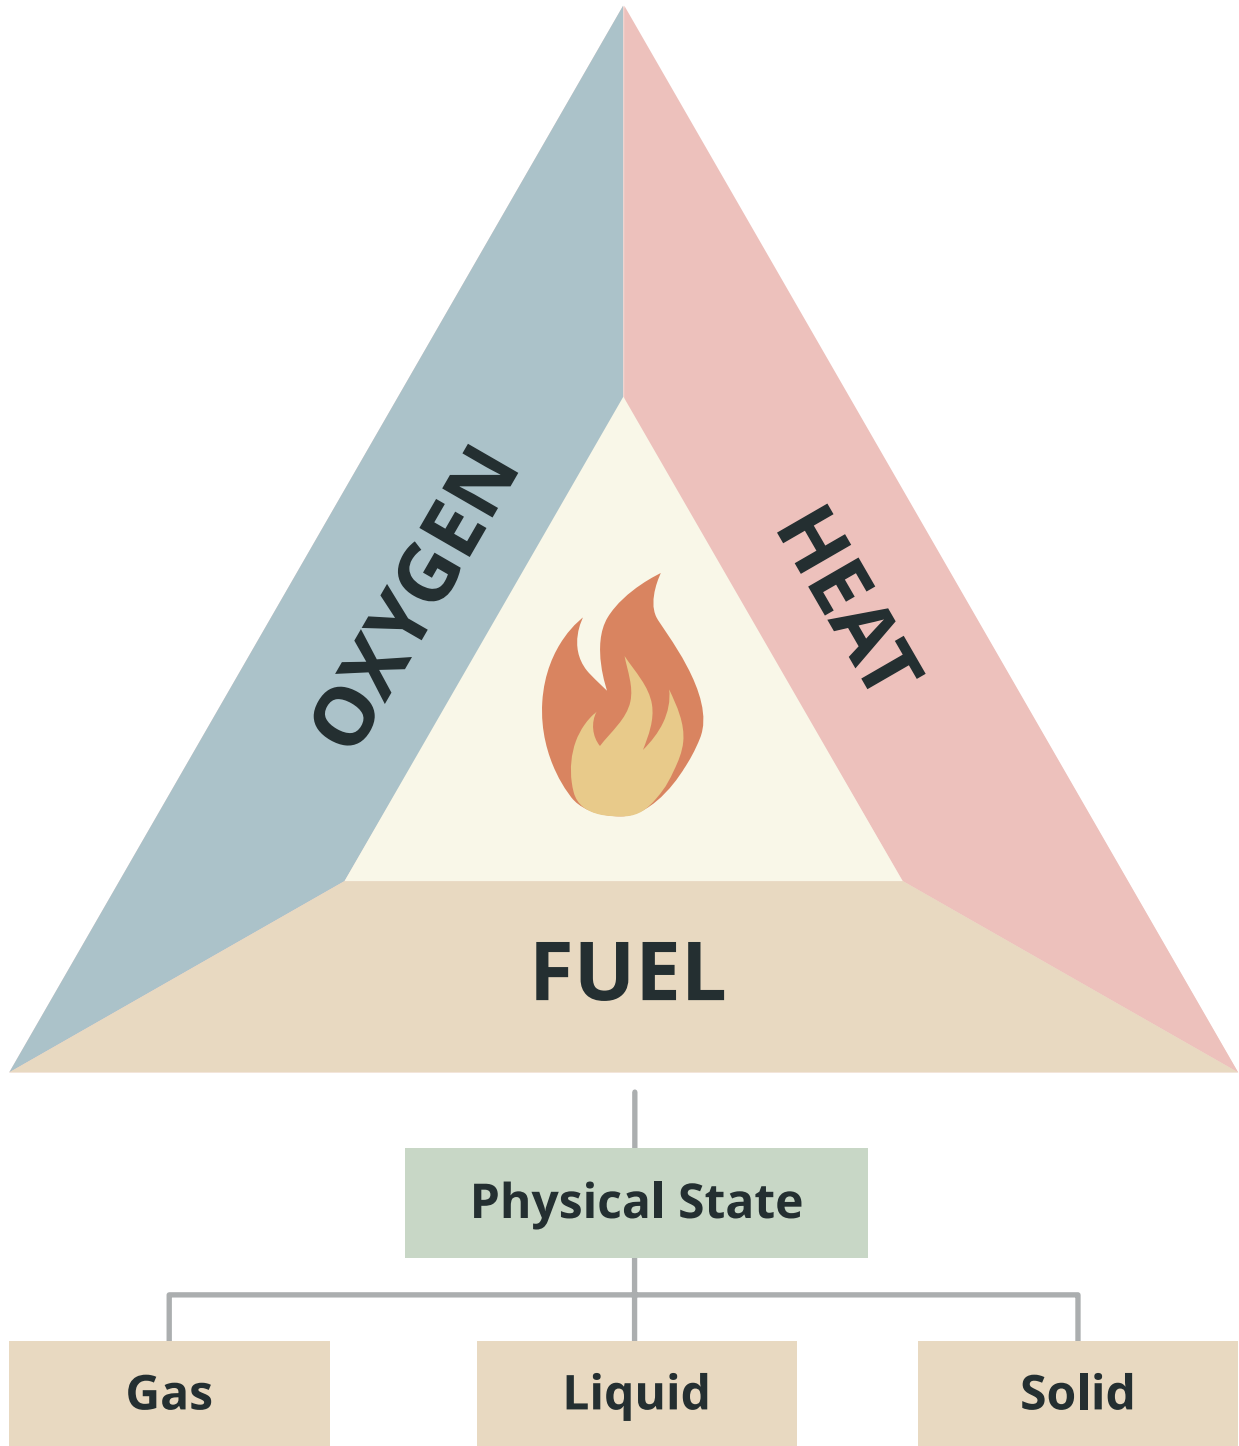 OXYGEN
HEAT
FUEL
Physical State
Gas
Liquid
Solid